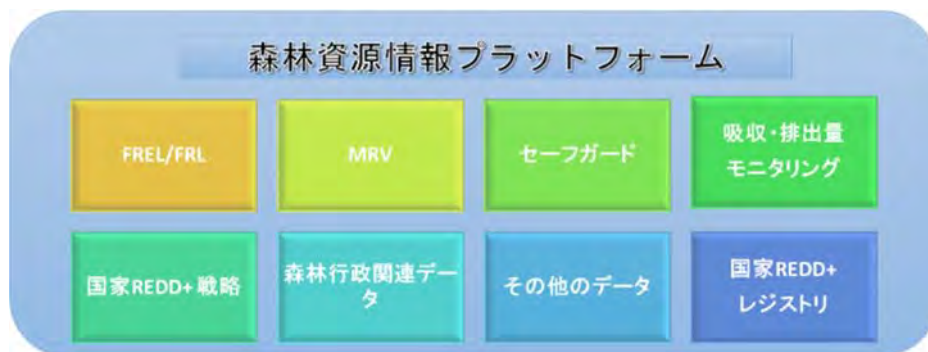 森林資源情報プラットフォーム
FREL/FRL
MRV
セーフガード
吸収・排出量
モニタリング
国家REDD+戦略
森林行政関連デー
タ
その他のデータ
国家REDD+
レジストリ